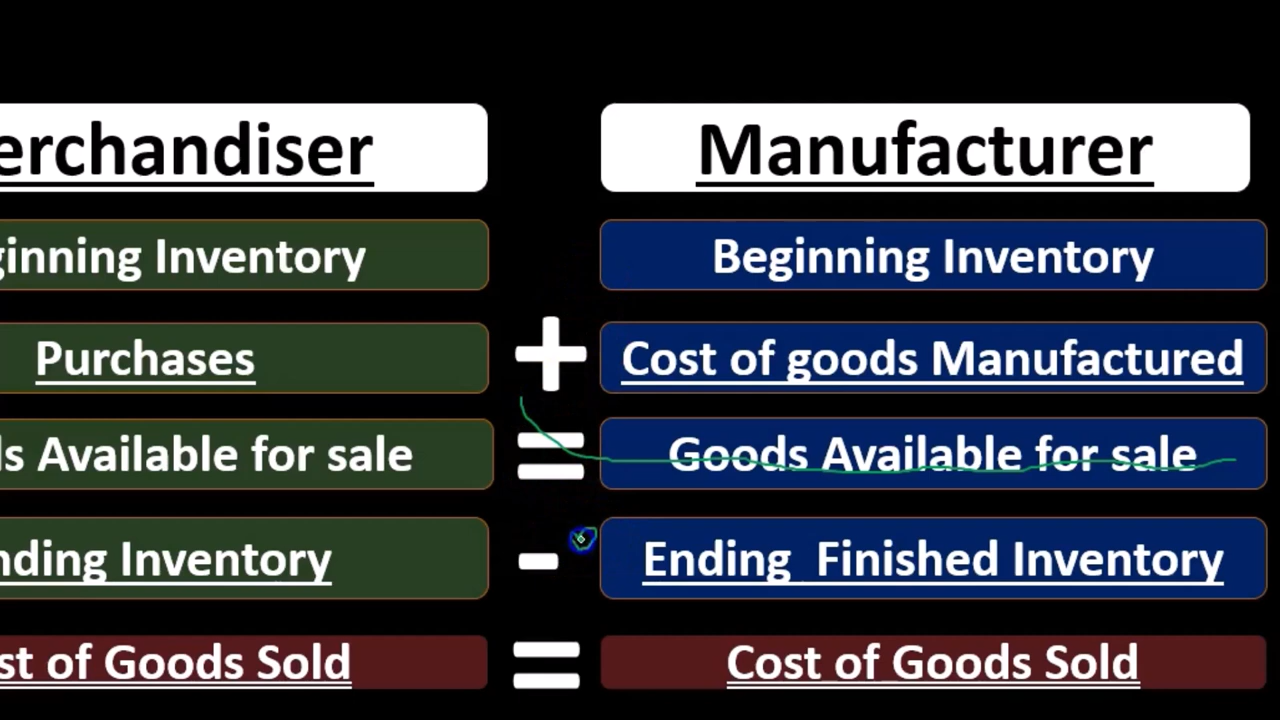 erchandiser
Manufacturer
ginning Inventory
Beginning Inventory
Purchases
+
Cost of goods Manufactured
ls Available for sale
=
Goods Available for sale
nding Inventory
-
Ending Finished Inventory
st of Goods Sold
=
Cost of Goods Sold